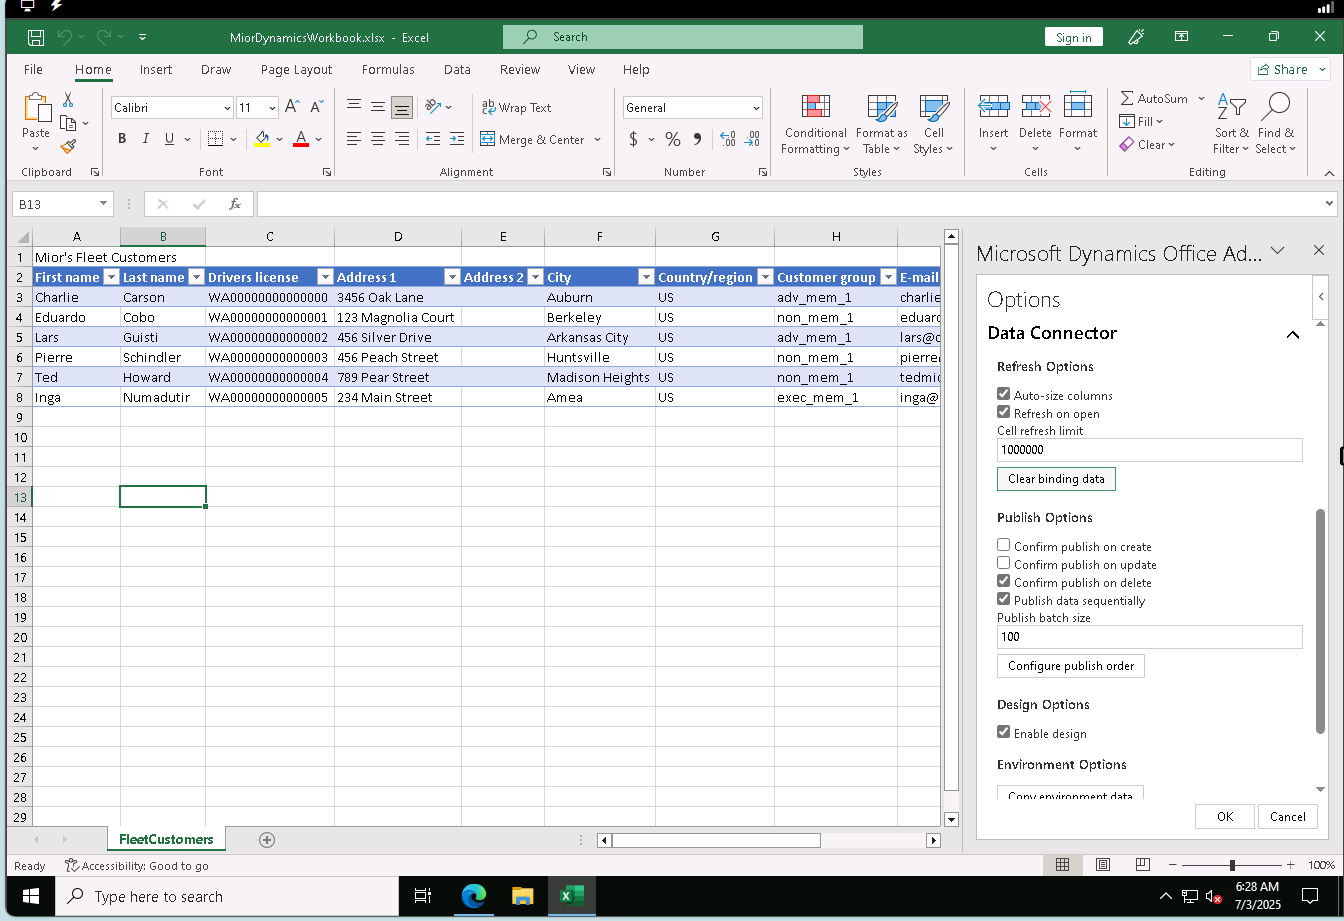 MiorDynamicsWorkbook.xlsx - Excel
Search
Sign in
File Home Insert Draw Page Layout Formulas Data Review View Help
Share
Paste
Calibri 11
B I U A
Wrap Text
Merge & Center
General
$ % 9
Conditional Formatting
Format as Table
Cell Styles
Insert Delete Format
AutoSum
Fill
Clear
Sort & Filter
Find & Select
Clipboard Font Alignment Number Styles Cells Editing
B13 fx
A B C D E F G H
1 Mior's Fleet Customers
2 First name Last name Drivers license Address 1 Address 2 City Country/region Customer group E-mail
3 Charlie Carson WA00000000000000 3456 Oak Lane Auburn US adv_mem_1 charlie
4 Eduardo Cobo WA00000000000001 123 Magnolia Court Berkeley US non_mem_1 eduard
5 Lars Guisti WA00000000000002 456 Silver Drive Arkansas City US adv_mem_1 lars@
6 Pierre Schindler WA00000000000003 456 Peach Street Huntsville US non_mem_1 pierre
7 Ted Howard WA00000000000004 789 Pear Street Madison Heights US non_mem_1 tedmi
8 Inga Numadutir WA00000000000005 234 Main Street Amea US exec_mem_1 inga@
9
10
11
12
13
14
15
16
17
18
19
20
21
22
23
24
25
26
27
28
29
Microsoft Dynamics Office Ad...
Options
Data Connector
Refresh Options
Auto-size columns
Refresh on open
Cell refresh limit
1000000
Clear binding data
Publish Options
Confirm publish on create
Confirm publish on update
Confirm publish on delete
Publish data sequentially
Publish batch size
100
Configure publish order
Design Options
Enable design
Environment Options
Copy environment data
OK Cancel
FleetCustomers
Ready Accessibility: Good to go 100%
Type here to search
6:28 AM
7/3/2025